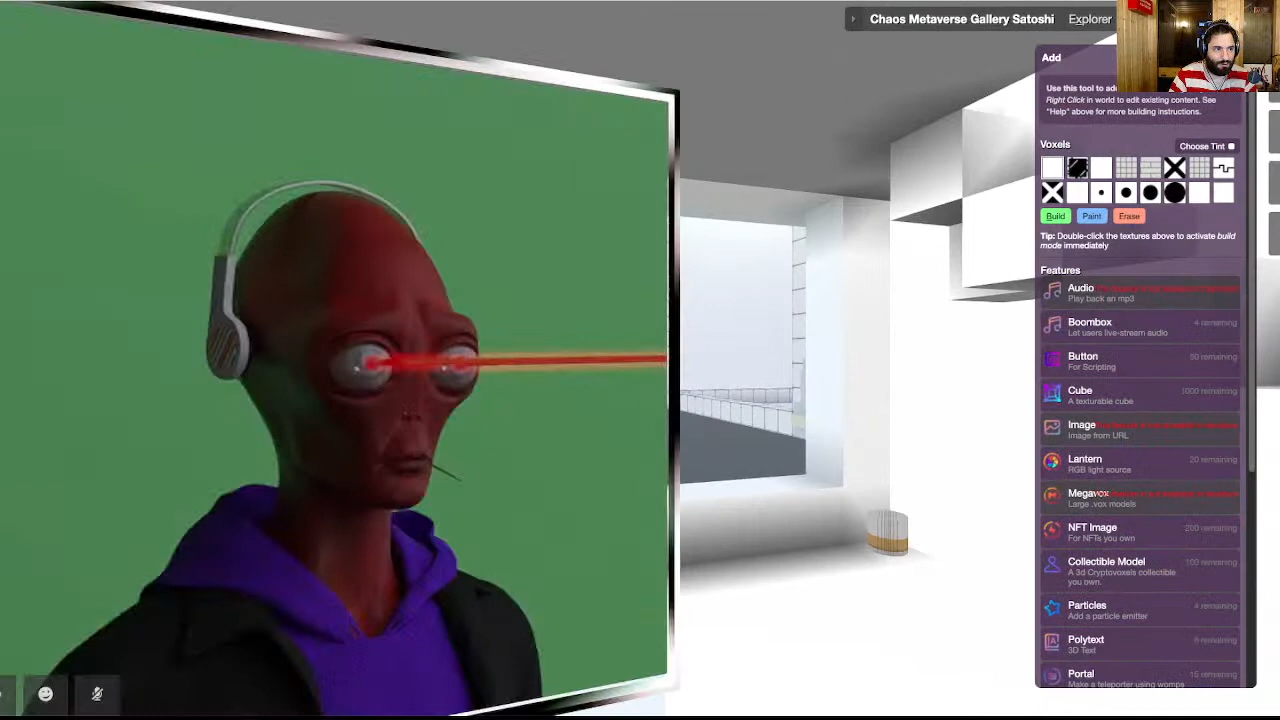 Chaos Metaverse Gallery Satoshi
Explorer
Add
Use this tool to
Right Click in world to edit existing content. See
"Help" above for more building instructions.
Voxels
Choose Tint
Build
Paint
Erase
Tip: Double-click the textures above to activate build
mode immediately
Features
Audio
Play back an mp3
Boombox
4 remaining
Let users live-stream audio
Button
50 remaining
For Scripting
Cube
1000 remaining
A texturable cube
Image
Image from URL
Lantern
20 remaining
RGB light source
Megavox
Large .vox models
NFT Image
200 remaining
For NFTs you own
Collectible Model
100 remaining
A 3d Cryptovoxels collectible
you own.
Particles
4 remaining
Add a particle emitter
Polytext
6 remaining
3D Text
Portal
15 remaining
Make a teleporter using womps